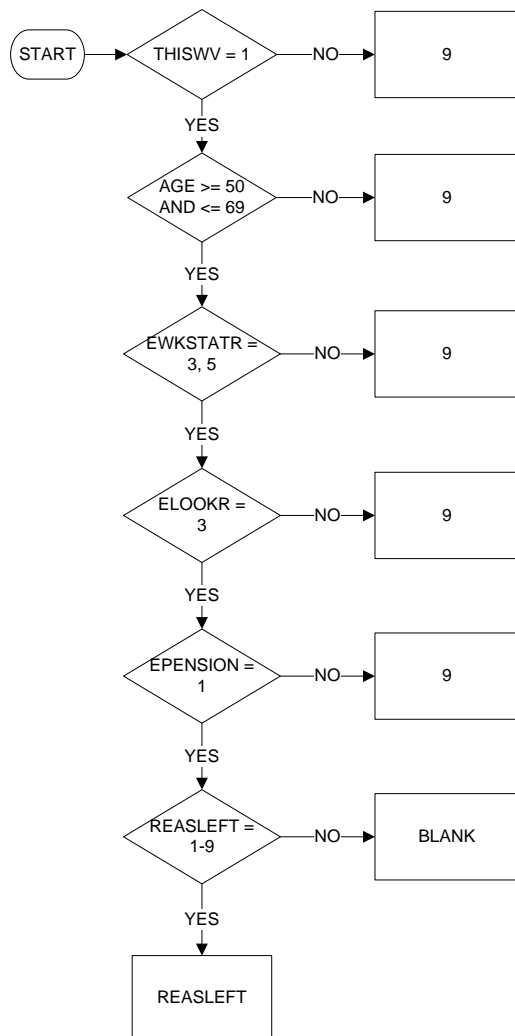 START
THISWV = 1
NO
9
YES
AGE >= 50
AND <= 69
NO
9
YES
EWKSTATR =
3, 5
NO
9
YES
ELOOKR =
3
NO
9
YES
EPENSION =
1
NO
9
YES
REASLEFT =
1-9
NO
BLANK
YES
REASLEFT